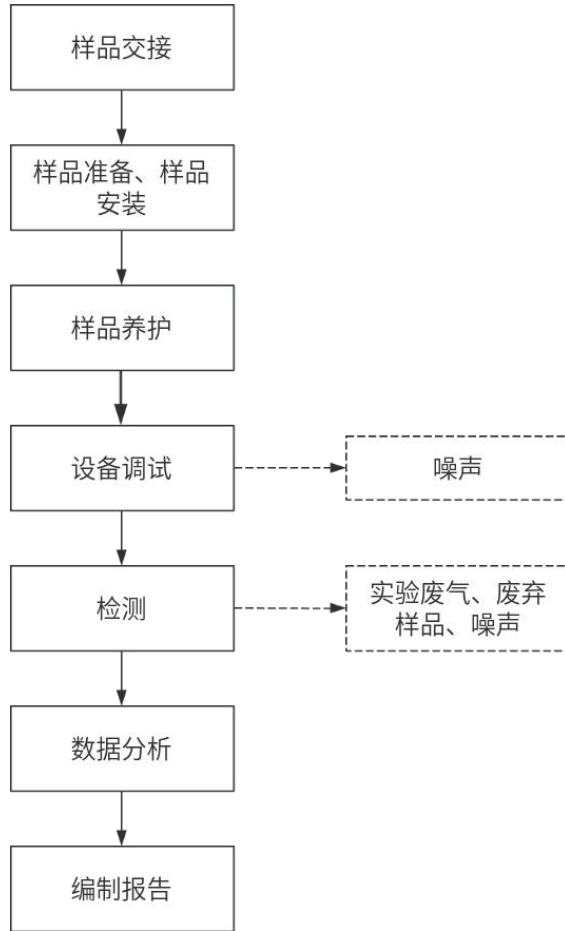 样品交接
样品准备、样品
安装
样品养护
设备调试
噪声
检测
实验废气、废弃
样品、噪声
数据分析
编制报告